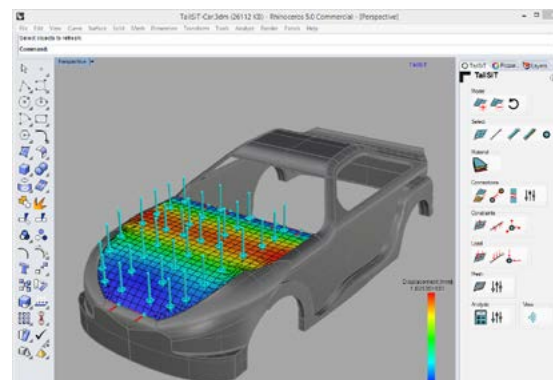 TailSiT-Car.3dm (26112 KB) - Rhinoceros 5.0 Commercial - [Perspective]
File Edit View Curve Surface Solid Mesh Dimension Transform Tools Analyze Render Panels Help
Select objects to refresh:
Command:
Perspective
TailSiT
TailSiT Prope... Layers
TailSiT
Model
Select
Material
Connections
Constraints
Load
Mesh
Analysis View
Displacement [mm]